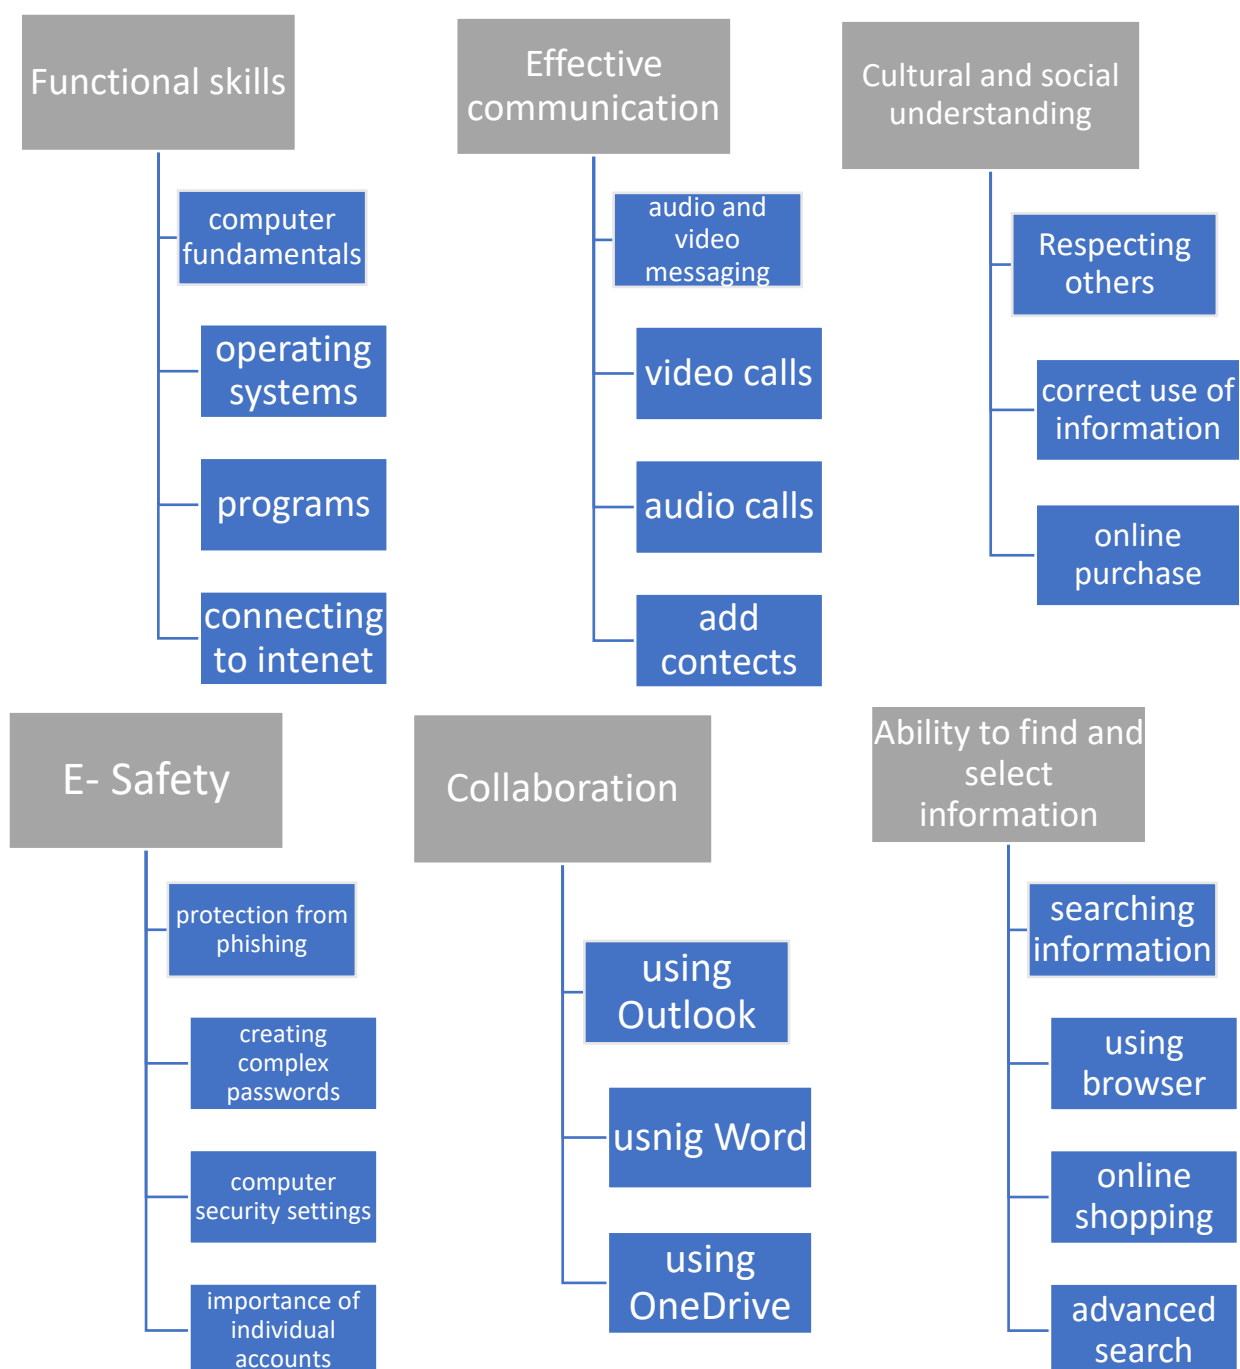 Functional skills
computer
fundamentals
operating
systems
programs
connecting
to intenet
Effective
communication
audio and
video
messaging
video calls
audio calls
add
contects
Cultural and social
understanding
Respecting
others
correct use of
information
online
purchase
E- Safety
protection from
phishing
creating
complex
passwords
computer
security settings
importance of
individual
accounts
Collaboration
using
Outlook
usnig Word
using
OneDrive
Ability to find and
select
information
searching
information
using
browser
online
shopping
advanced
search